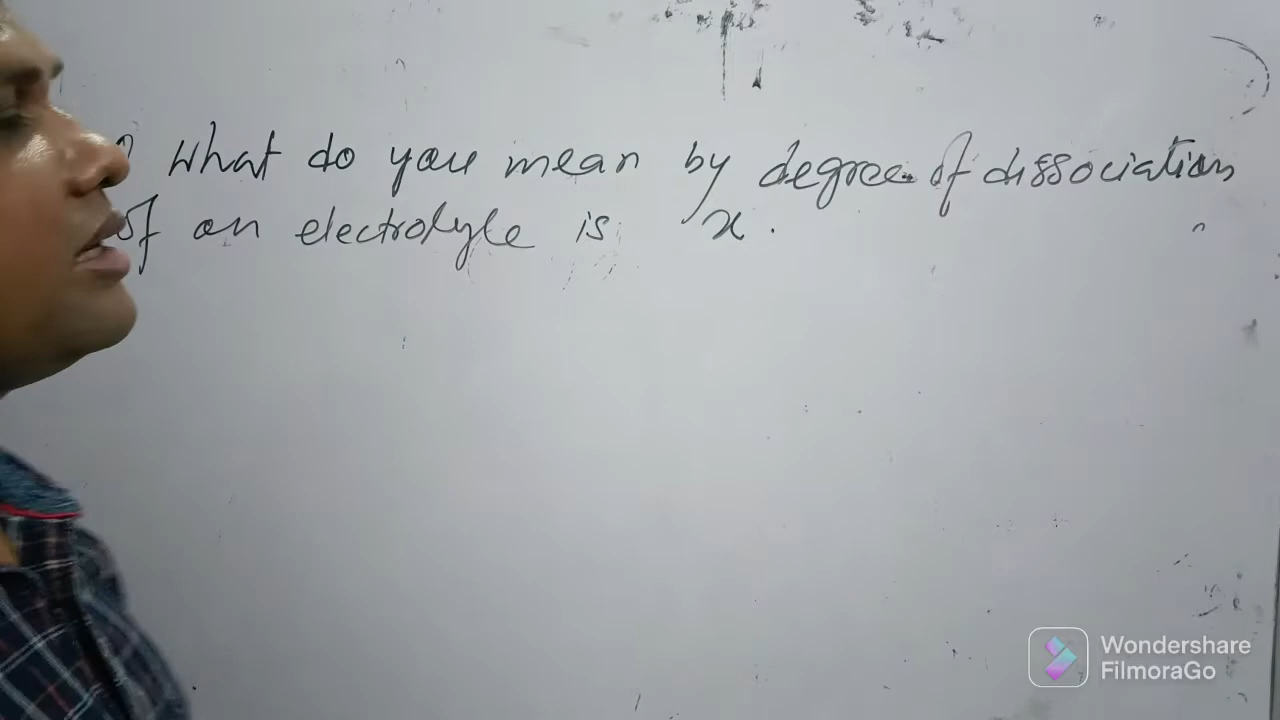 ? what do you mean by degree of dissociation
of an electrolyte is x.
Wondershare
FilmoraGo